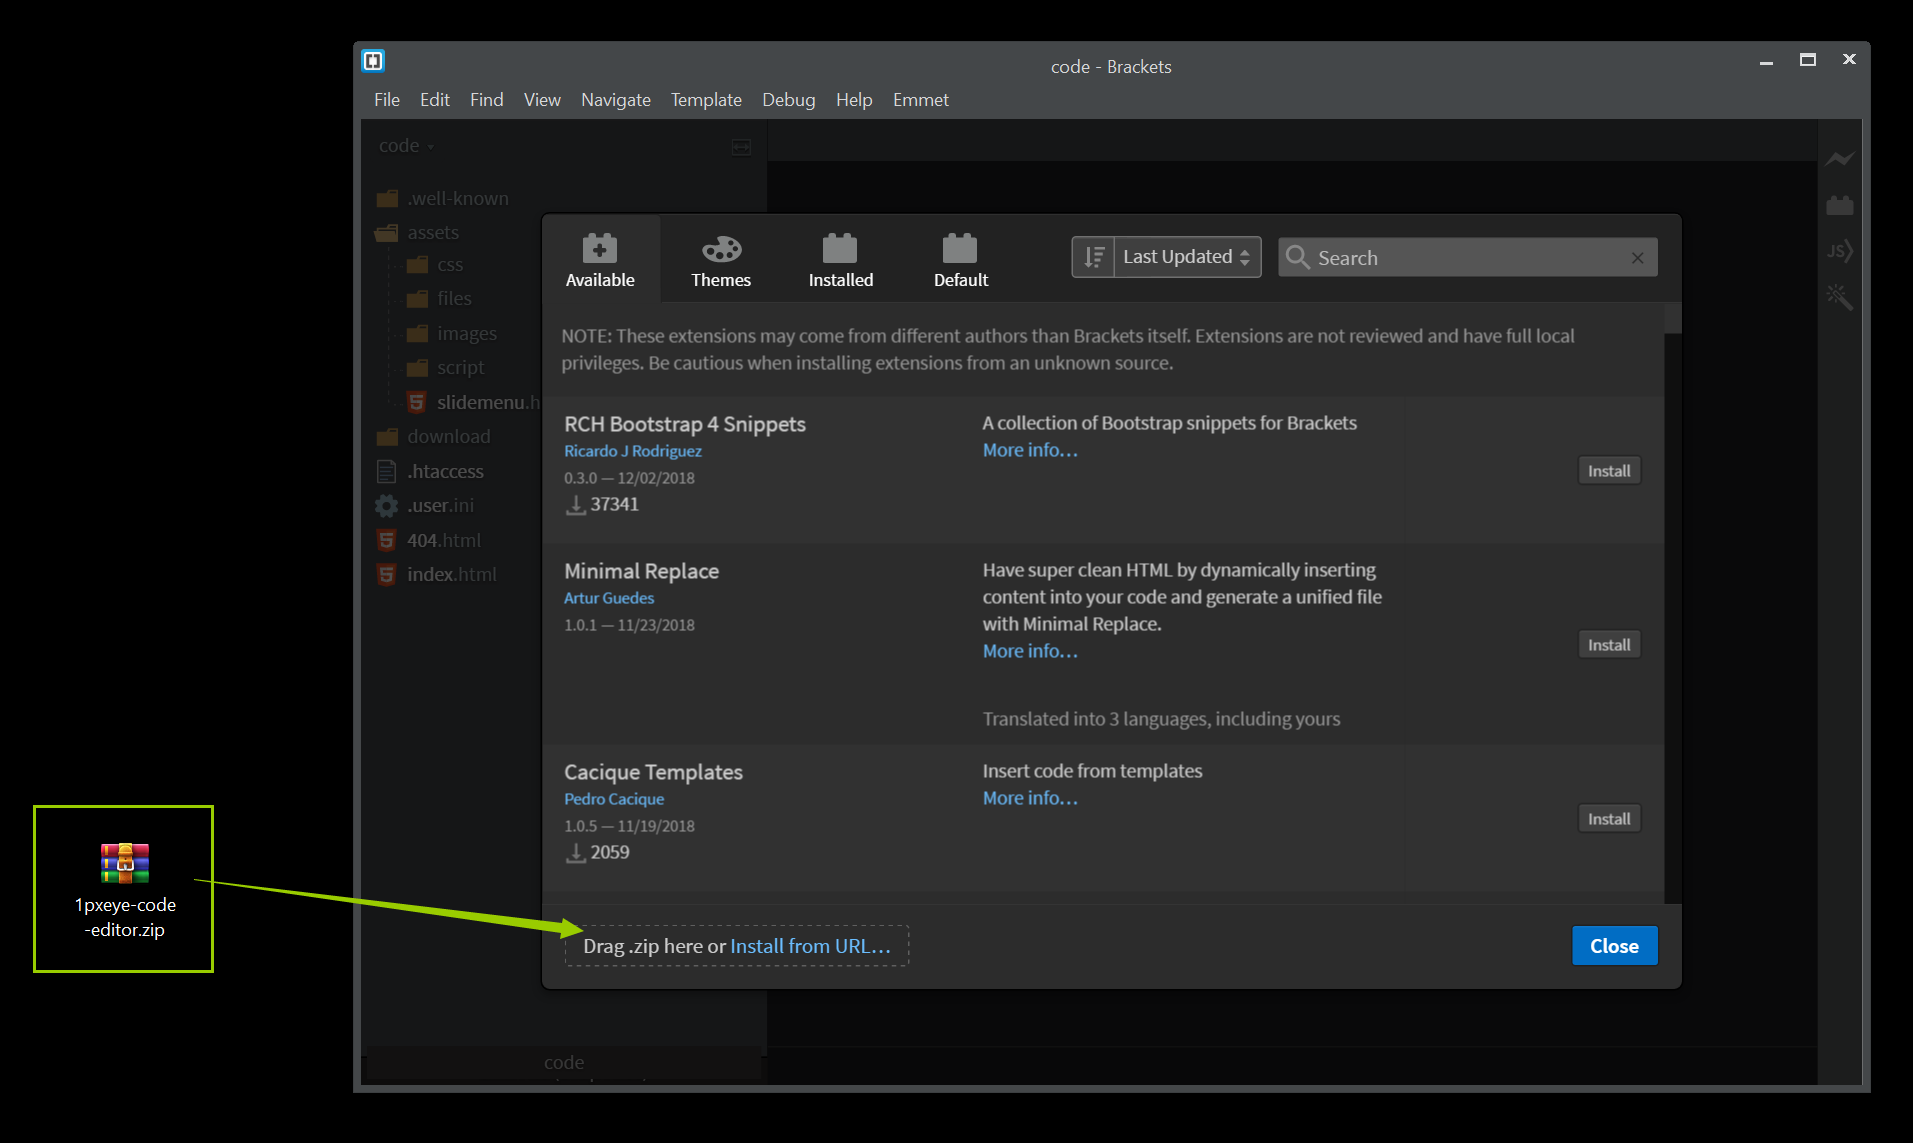 code - Brackets
File Edit Find View Navigate Template Debug Help Emmet
code
.well-known
assets
css
files
images
script
slidemenu.h
download
.htaccess
.user.ini
404.html
index.html
Available
Themes
Installed
Default
Last Updated
Search
NOTE: These extensions may come from different authors than Brackets itself. Extensions are not reviewed and have full local
privileges. Be cautious when installing extensions from an unknown source.
RCH Bootstrap 4 Snippets
Ricardo J Rodriguez
0.3.0 — 12/02/2018
37341
A collection of Bootstrap snippets for Brackets
More info…
Install
Minimal Replace
Artur Guedes
1.0.1 — 11/23/2018
Have super clean HTML by dynamically inserting
content into your code and generate a unified file
with Minimal Replace.
More info…
Translated into 3 languages, including yours
Install
Cacique Templates
Pedro Cacique
1.0.5 — 11/19/2018
2059
Insert code from templates
More info…
Install
Drag .zip here or Install from URL…
Close
1pxeye-code
-editor.zip
code
JS